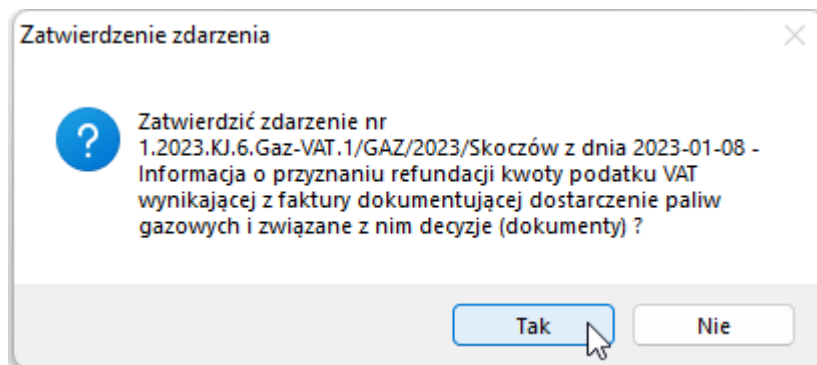 Zatwierdzenie zdarzenia
Zatwierdzić zdarzenie nr
1.2023.KJ.6.Gaz-VAT.1/GAZ/2023/Skoczów z dnia 2023-01-08 -
Informacja o przyznaniu refundacji kwoty podatku VAT
wynikającej z faktury dokumentującej dostarczenie paliw
gazowych i związane z nim decyzje (dokumenty) ?
Tak
Nie